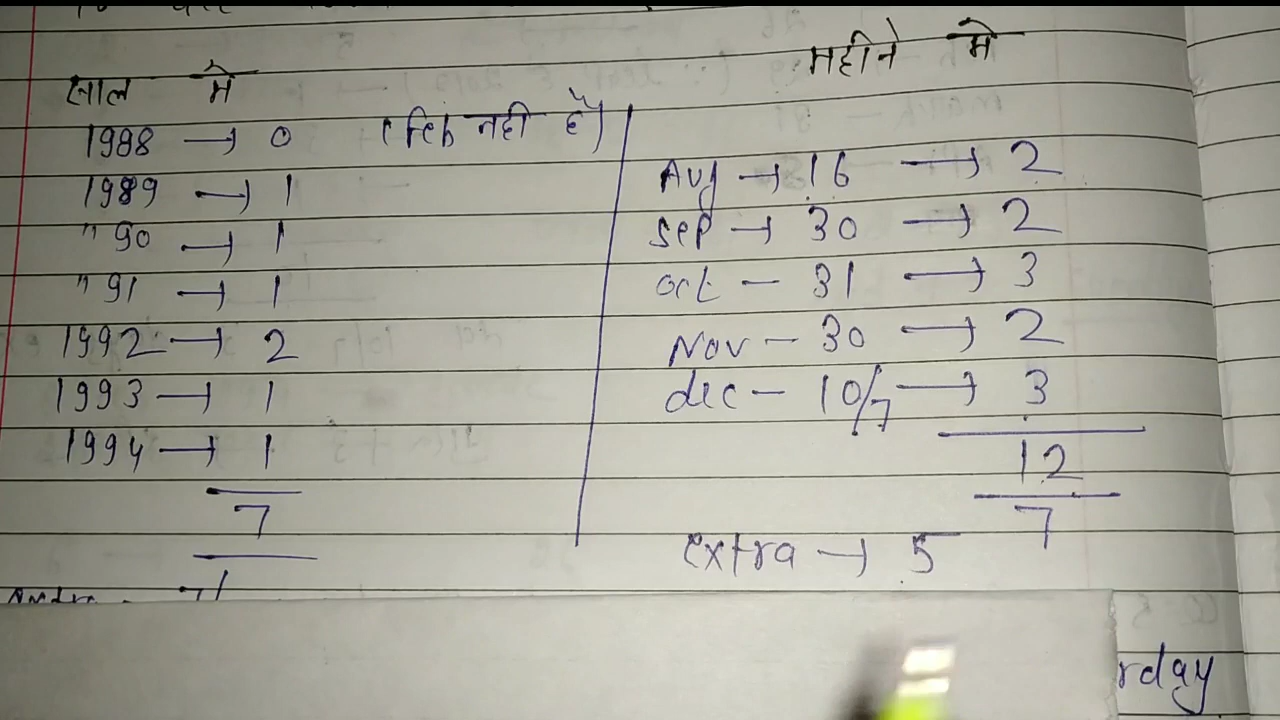 साल मे
1988 → 0 (Feb नही है)
1989 → 1
"90 → 1
"91 → 1
1992 → 2
1993 → 1
1994 → 1
7
महीने मे
Aug → 16 → 2
sep → 30 → 2
oct – 31 → 3
Nov – 30 → 2
dec – 10/7 → 3
12
7
extra → 5
rday